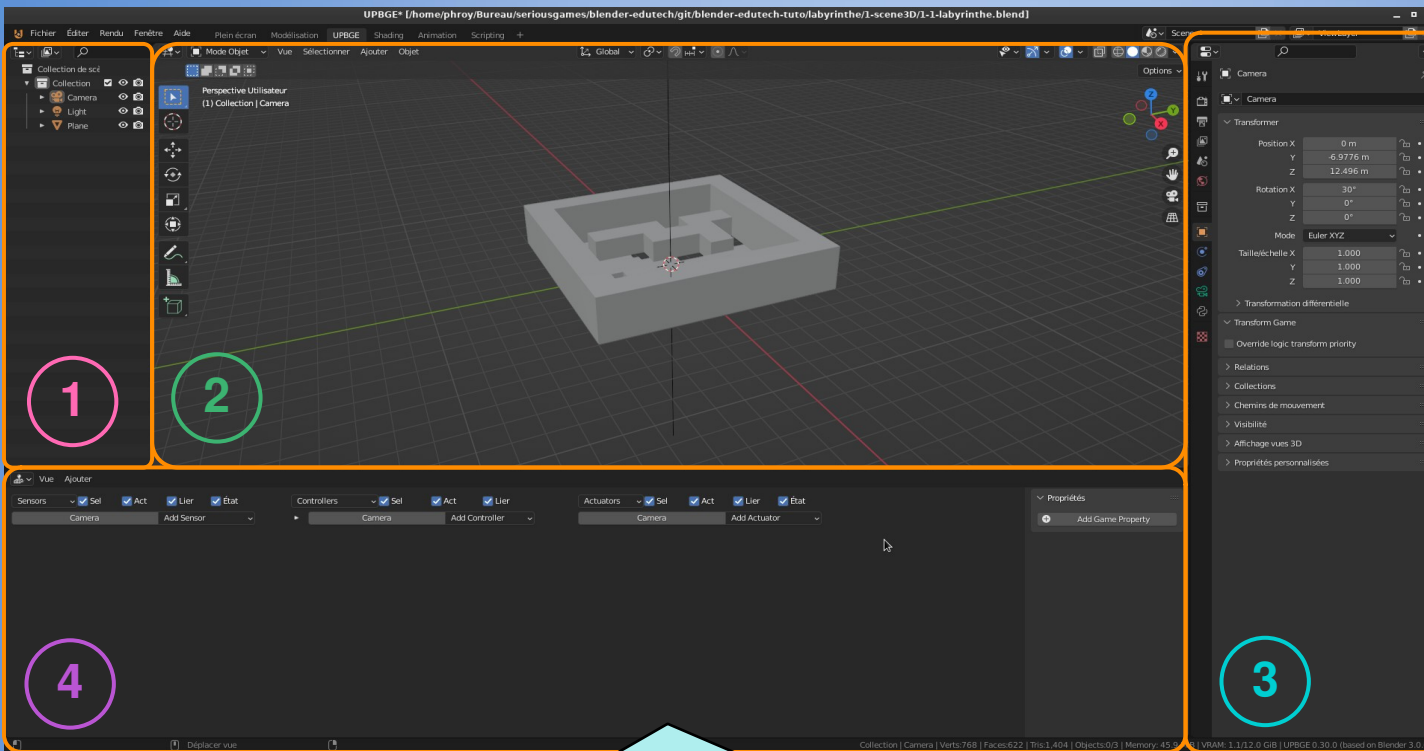 UPBGE* [/home/phroy/Bureau/seriousgames/blender-edutech/git/blender-edutech-tuto/labyrinthe/1-scene3D/1-1-labyrinthe.blend]
Fichier Éditer Rendu Fenêtre Aide Plein écran Modélisation UPBGE Shading Animation Scripting + Scene ViewLayer
Mode Objet Vue Sélectionner Ajouter Objet Global
Options
Collection de scè
Collection
Camera
Light
Plane
Perspective Utilisateur
(1) Collection | Camera
Z
Y
X
1
2
Camera
Camera
Transformer
Position X 0 m
Y -6.9776 m
Z 12.496 m
Rotation X 30°
Y 0°
Z 0°
Mode Euler XYZ
Taille/échelle X 1.000
Y 1.000
Z 1.000
Transformation différentielle
Transform Game
Override logic transform priority
Relations
Collections
Chemins de mouvement
Visibilité
Affichage vues 3D
Propriétés personnalisées
3
Vue Ajouter
Sensors Sel Act Lier État Controllers Sel Act Lier Actuators Sel Act Lier État
Camera Add Sensor Camera Add Controller Camera Add Actuator
Propriétés
Add Game Property
4
Déplacer vue
Collection | Camera | Verts:768 | Faces:622 | Tris:1,404 | Objects:0/3 | Memory: 45.9 | VRAM: 1.1/12.0 GiB | UPBGE 0.30.0 (based on Blender 3.0.